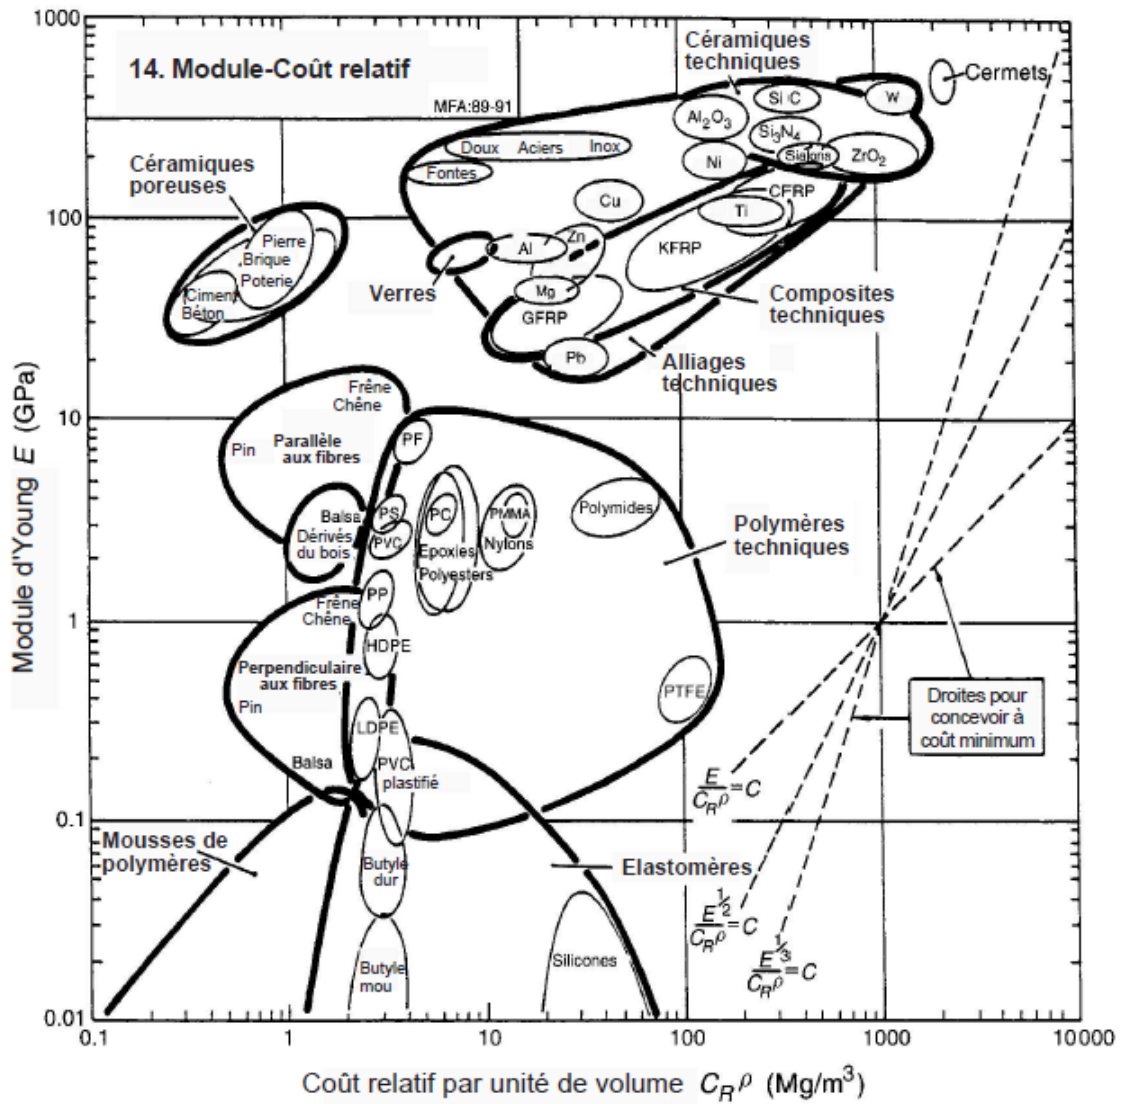 1000
14. Module-Coût relatif
MFA:89-91
Céramiques
techniques
Cermets
Si C
W
Al2O3
Si3N4
Sialons
ZrO2
Doux Aciers Inox
Ni
Fontes
CFRP
Céramiques
poreuses
Cu
Ti
100
Pierre
Brique
Poterie
Ciment
Béton
Al
Zn
KFRP
Verres
Mg
GFRP
Composites
techniques
Pb
Alliages
techniques
Frêne
Chêne
10
Pin
Parallèle
aux fibres
PF
Balsa
Dérivés
du bois
PS
PVC
PC
Epoxies
Polyesters
PMMA
Nylons
Polymides
Polymères
techniques
PP
Frêne
Chêne
1
HDPE
Perpendiculaire
aux fibres
Pin
PTFE
Droites pour
concevoir à
coût minimum
LDPE
Balsa
PVC
plastifié
E/CRρ=C
0.1
Mousses de
polymères
Butyle
dur
Elastomères
E1/2/CRρ=C
E1/3/CRρ=C
Butyle
mou
Silicones
0.01
0.1 1 10 100 1000 10000
Module d'Young E (GPa)
Coût relatif par unité de volume CRρ (Mg/m3)